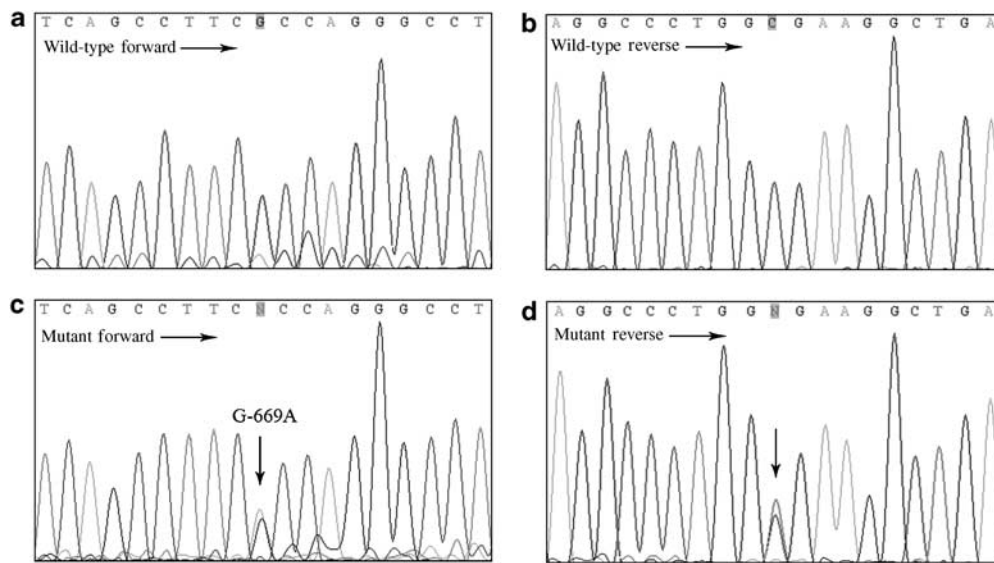 a
T C A G C C T T C G C C A G G G C C T
Wild-type forward
b
A G G C C C T G G C G A A G G C T G A
Wild-type reverse
c
T C A G C C T T C N C C A G G G C C T
Mutant forward
G-669A
d
A G G C C C T G G N G A A G G C T G A
Mutant reverse